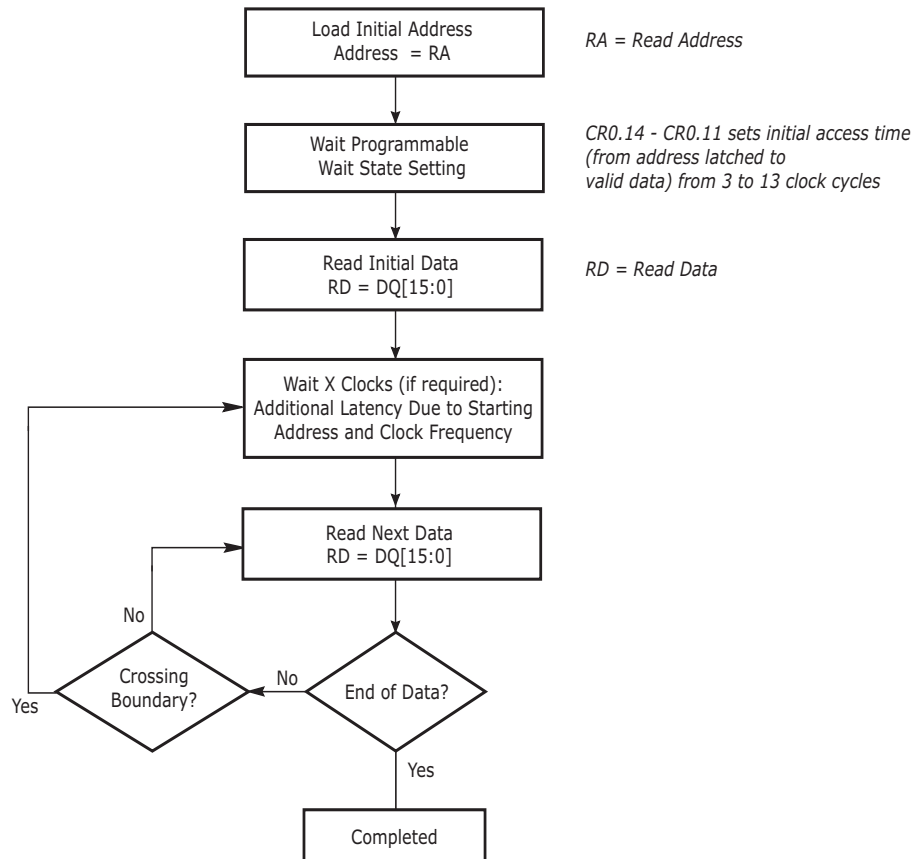 Load Initial Address
Address = RA
RA = Read Address
Wait Programmable
Wait State Setting
CR0.14 - CR0.11 sets initial access time
(from address latched to
valid data) from 3 to 13 clock cycles
Read Initial Data
RD = DQ[15:0]
RD = Read Data
Wait X Clocks (if required):
Additional Latency Due to Starting
Address and Clock Frequency
Read Next Data
RD = DQ[15:0]
No
Crossing
Boundary?
Yes
No
End of Data?
Yes
Completed